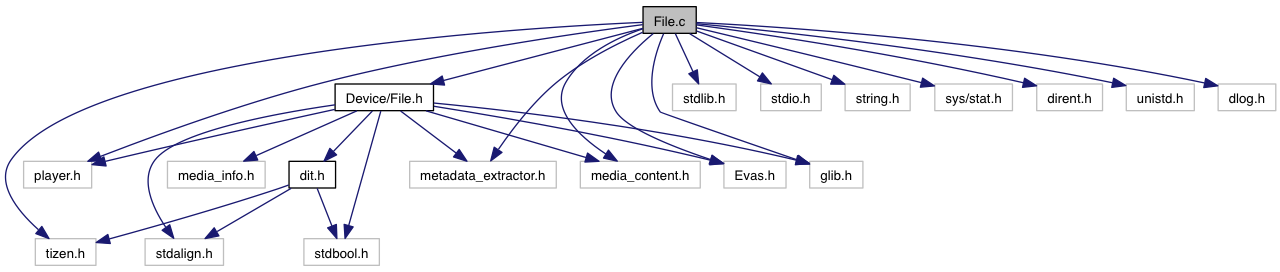 File.c
Device/File.h
stdlib.h
stdio.h
string.h
sys/stat.h
dirent.h
unistd.h
dlog.h
player.h
media_info.h
dit.h
metadata_extractor.h
media_content.h
Evas.h
glib.h
tizen.h
stdalign.h
stdbool.h